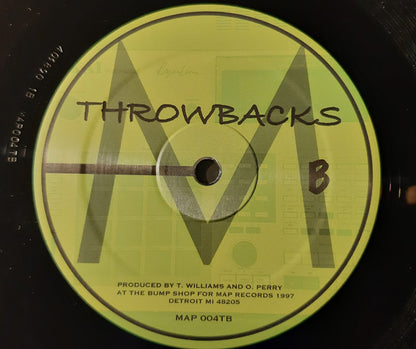 THROWBACKS
M
B
PRODUCED BY T. WILLIAMS AND O. PERRY
AT THE BUMP SHOP FOR MAP RECORDS 1997
DETROIT MI 48205
MAP 004TB